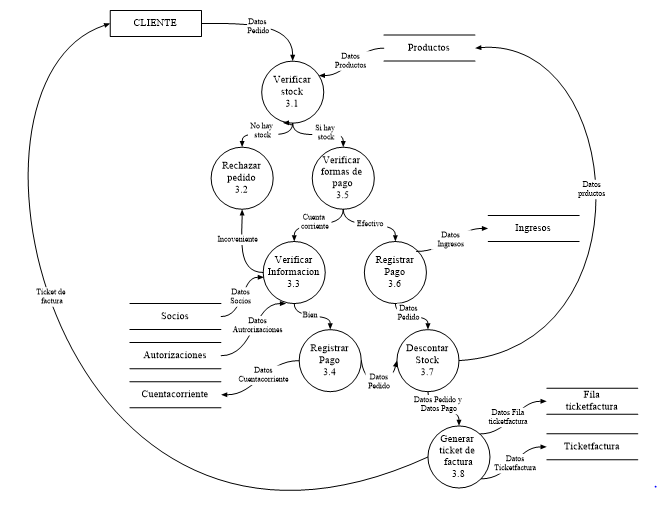 CLIENTE
Datos
Pedido
Productos
Datos
Productos
Verificar
stock
3.1
No hay
stock
Si hay
stock
Rechazar
pedido
3.2
Verificar
formas de
pago
3.5
Datos
prductos
Cuenta
corriente
Efectivo
Incoveniente
Datos
Ingresos
Ingresos
Verificar
Informacion
3.3
Registrar
Pago
3.6
Ticket de
factura
Datos
Socios
Socios
Datos
Autrorizaciones
Bien
Datos
Pedido
Autorizaciones
Registrar
Pago
3.4
Descontar
Stock
3.7
Datos
Cuentacorriente
Datos
Pedido
Cuentacorriente
Datos Pedido y
Datos Pago
Fila
ticketfactura
Datos Fila
ticketfactura
Generar
ticket de
factura
3.8
Ticketfactura
Datos
Ticketfactura